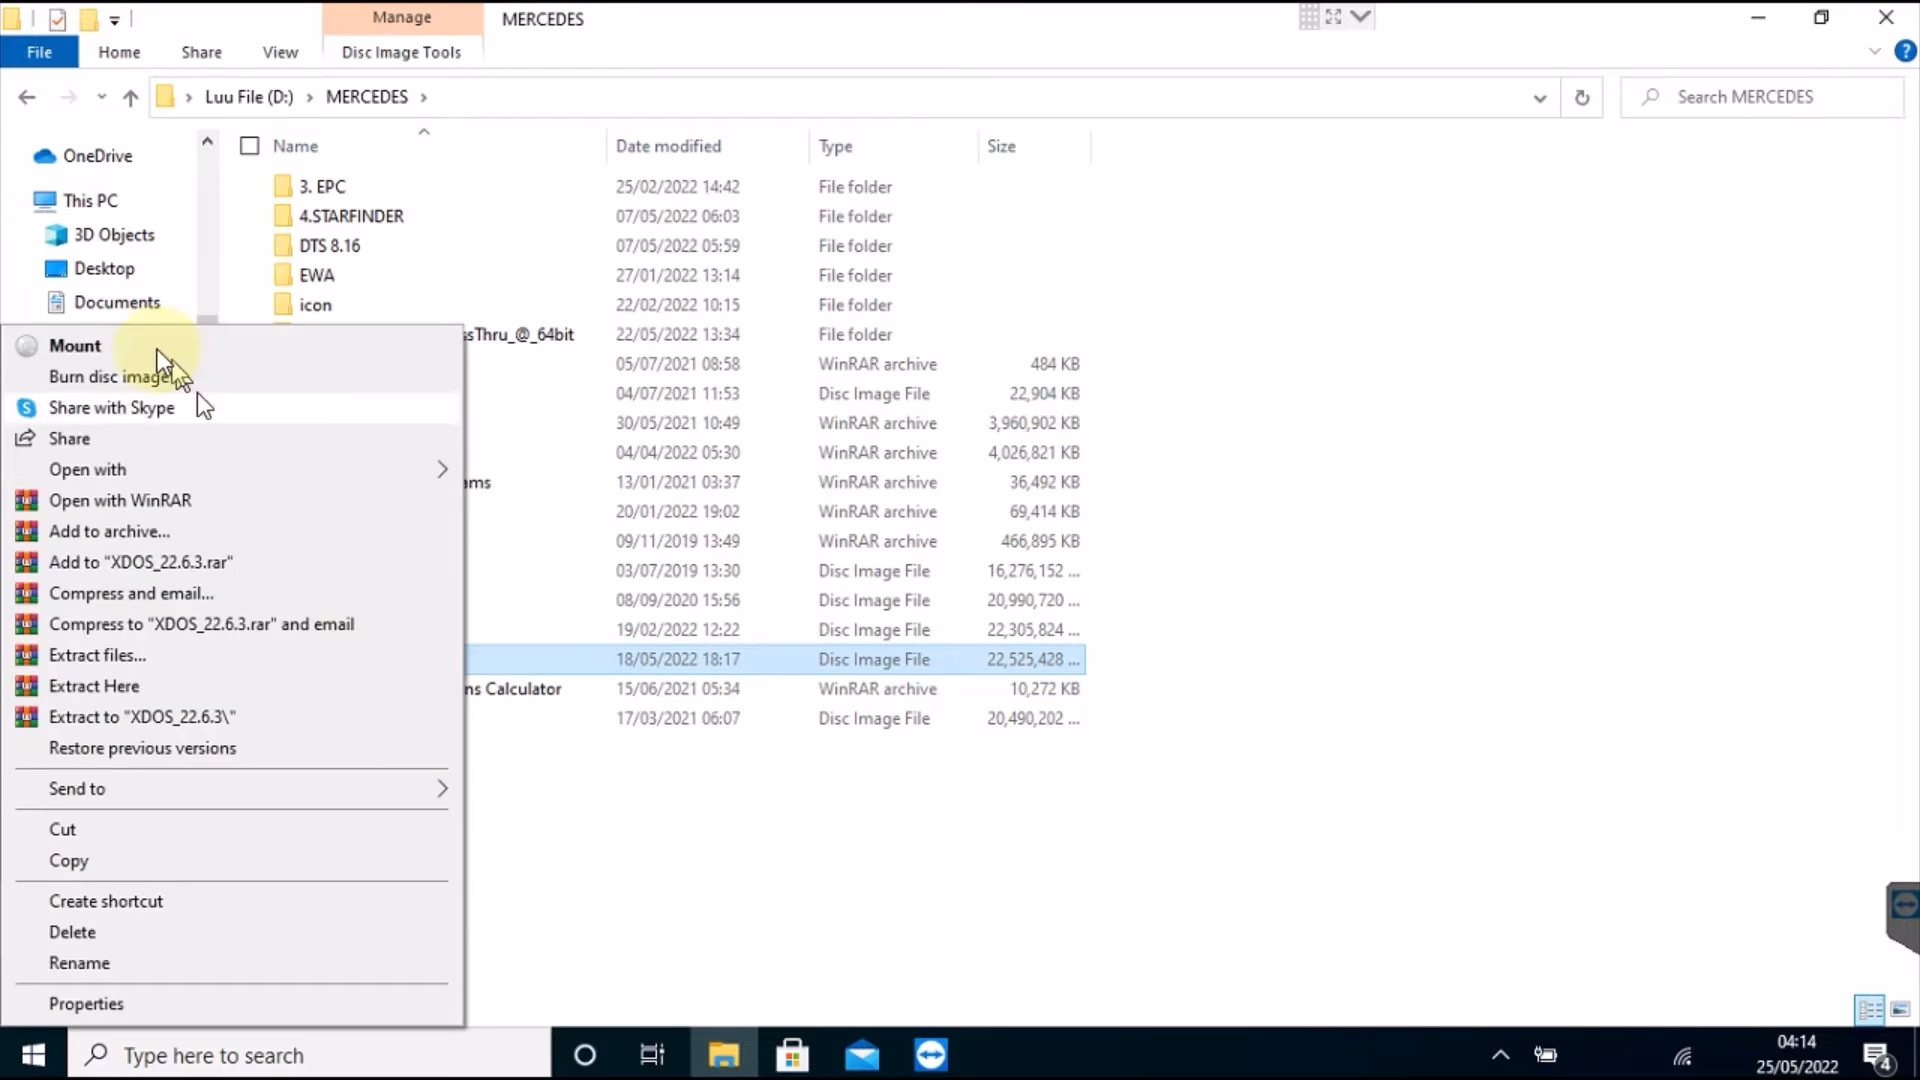 Manage
MERCEDES
File
Home
Share
View
Disc Image Tools
Luu File (D:)
MERCEDES
Search MERCEDES
Name
Date modified
Type
Size
OneDrive
This PC
3D Objects
Desktop
Documents
3. EPC 25/02/2022 14:42 File folder
4.STARFINDER 07/05/2022 06:03 File folder
DTS 8.16 07/05/2022 05:59 File folder
EWA 27/01/2022 13:14 File folder
icon 22/02/2022 10:15 File folder
ssThru_@_64bit 22/05/2022 13:34 File folder
05/07/2021 08:58 WinRAR archive 484 KB
04/07/2021 11:53 Disc Image File 22,904 KB
30/05/2021 10:49 WinRAR archive 3,960,902 KB
04/04/2022 05:30 WinRAR archive 4,026,821 KB
ams 13/01/2021 03:37 WinRAR archive 36,492 KB
20/01/2022 19:02 WinRAR archive 69,414 KB
09/11/2019 13:49 WinRAR archive 466,895 KB
03/07/2019 13:30 Disc Image File 16,276,152 ...
08/09/2020 15:56 Disc Image File 20,990,720 ...
19/02/2022 12:22 Disc Image File 22,305,824 ...
18/05/2022 18:17 Disc Image File 22,525,428 ...
ns Calculator 15/06/2021 05:34 WinRAR archive 10,272 KB
17/03/2021 06:07 Disc Image File 20,490,202 ...
Mount
Burn disc image
Share with Skype
Share
Open with
Open with WinRAR
Add to archive...
Add to "XDOS_22.6.3.rar"
Compress and email...
Compress to "XDOS_22.6.3.rar" and email
Extract files...
Extract Here
Extract to "XDOS_22.6.3\"
Restore previous versions
Send to
Cut
Copy
Create shortcut
Delete
Rename
Properties
Type here to search
04:14
25/05/2022
4